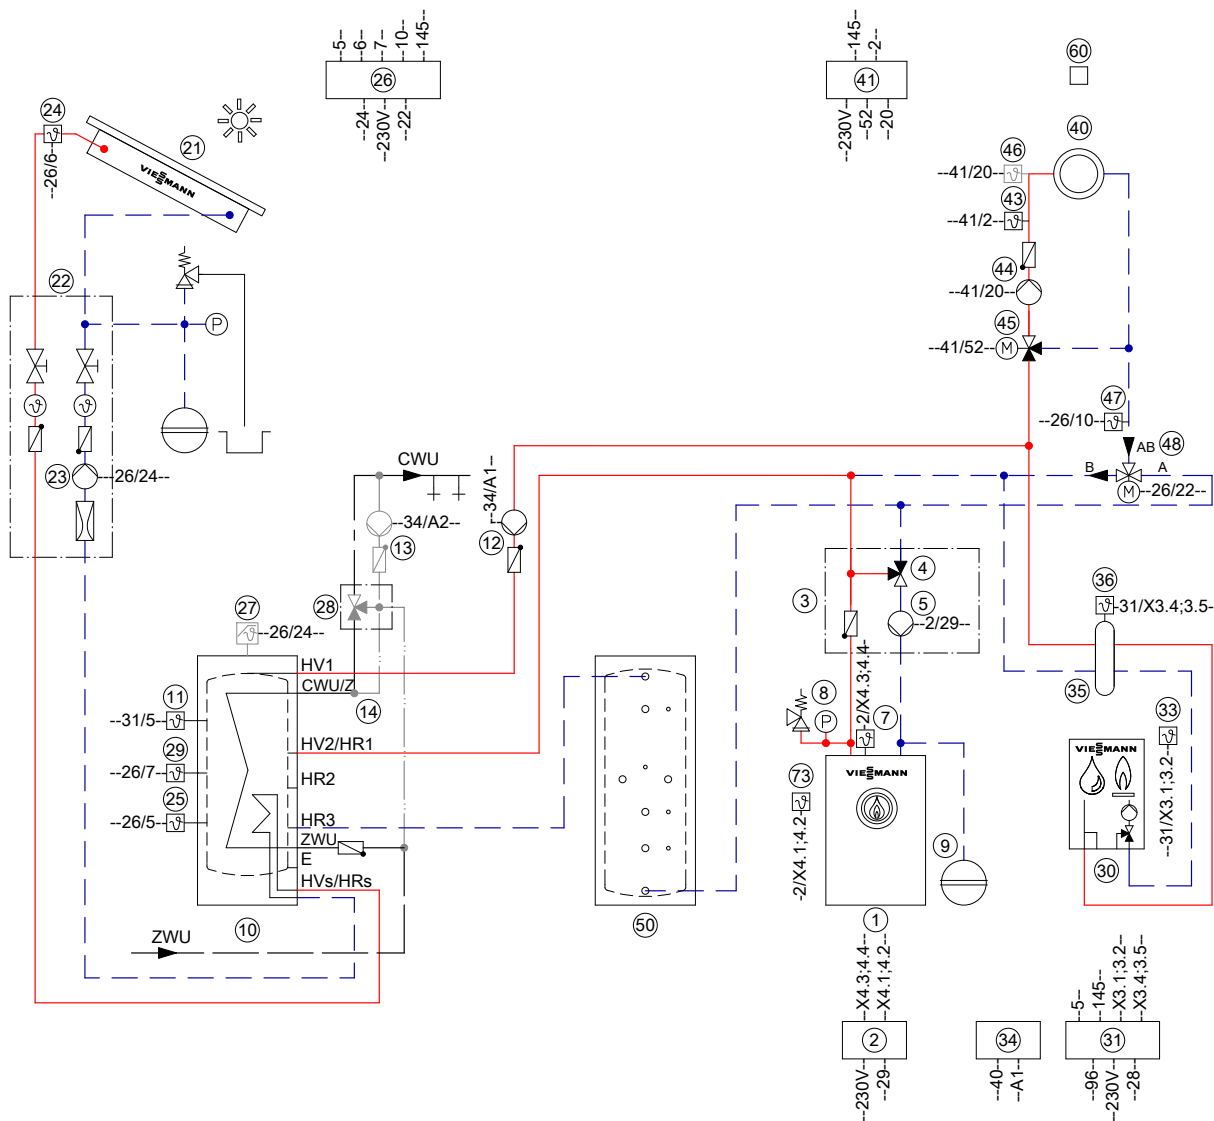 --5--
--6--
--7--
--10--
--145--
26
--24--
--230V--
--22--
--145--
--2--
41
--230V--
--52--
--20--
60
24
--26/6--
21
VIESSMANN
40
46
--41/20--
43
--41/2--
44
--41/20--
45
--41/52--
M
22
P
23
--26/24--
47
--26/10--
AB
48
B
A
M
--26/22--
CWU
--34/A1--
--34/A2--
13
12
28
27
--26/24--
3
4
5
--2/29--
36
--31/X3.4;3.5-
35
HV1
CWU/Z
14
11
--31/5--
HV2/HR1
29
--26/7--
HR2
25
--26/5--
HR3
ZWU
E
HVs/HRs
10
ZWU
50
8
P
-2/X4.3;4.4-
7
VIESSMANN
73
-2/X4.1;4.2--
9
1
33
VIESSMANN
--31/X3.1;3.2--
30
--X4.3;4.4--
--X4.1;4.2--
2
--230V--
--29--
34
--40--
--A1--
--5--
--145--
--X3.1;3.2--
--X3.4;3.5--
31
--96--
--230V--
--28--